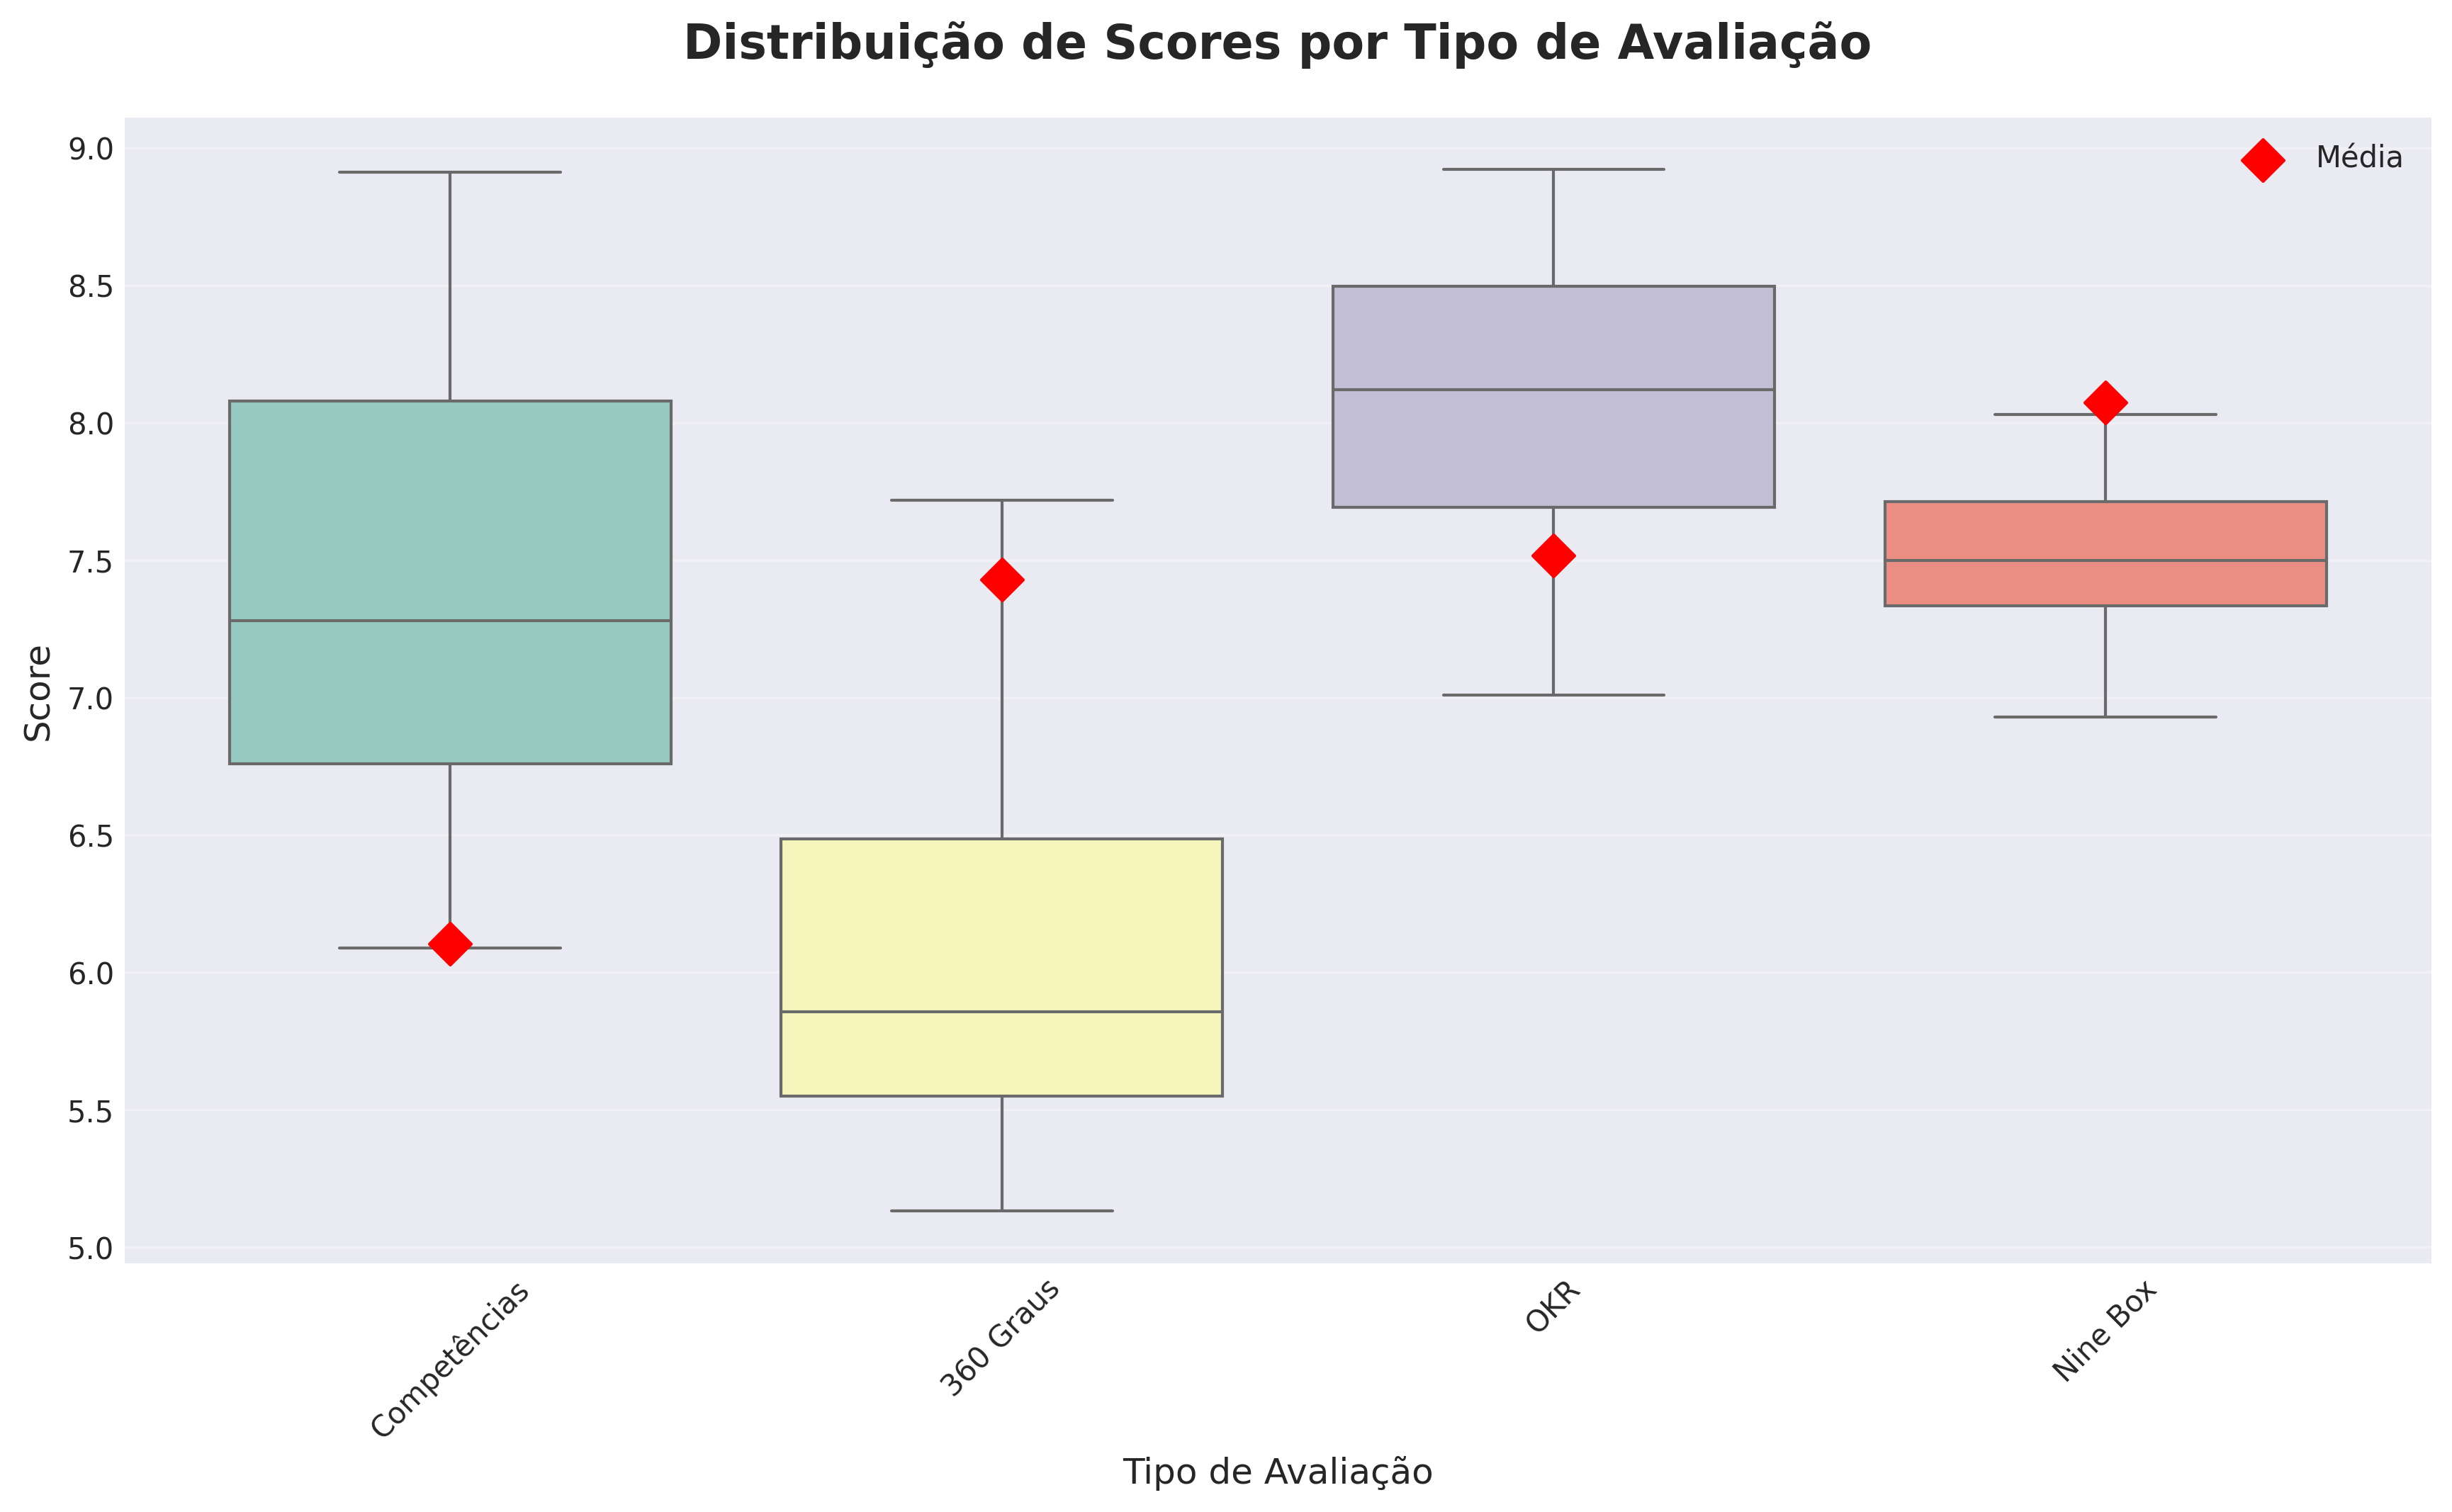 Distribuição de Scores por Tipo de Avaliação
Média
9.0
8.5
8.0
7.5
7.0
6.5
6.0
5.5
5.0
Score
Competências
360 Graus
OKR
Nine Box
Tipo de Avaliação